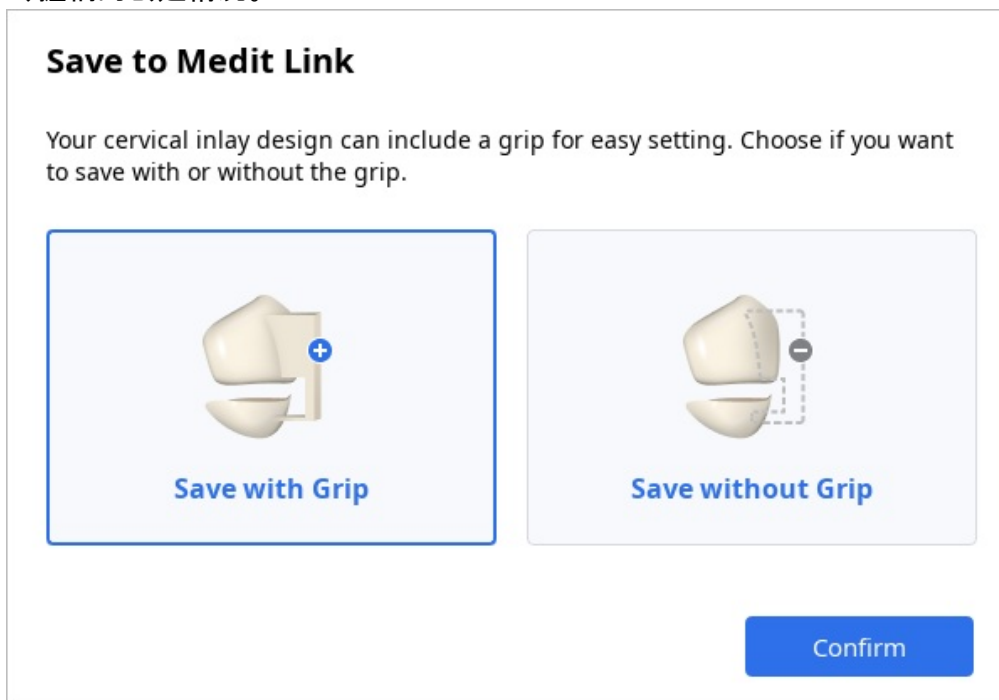 Save to Medit Link
Your cervical inlay design can include a grip for easy setting. Choose if you want
to save with or without the grip.
Save with Grip
Save without Grip
Confirm